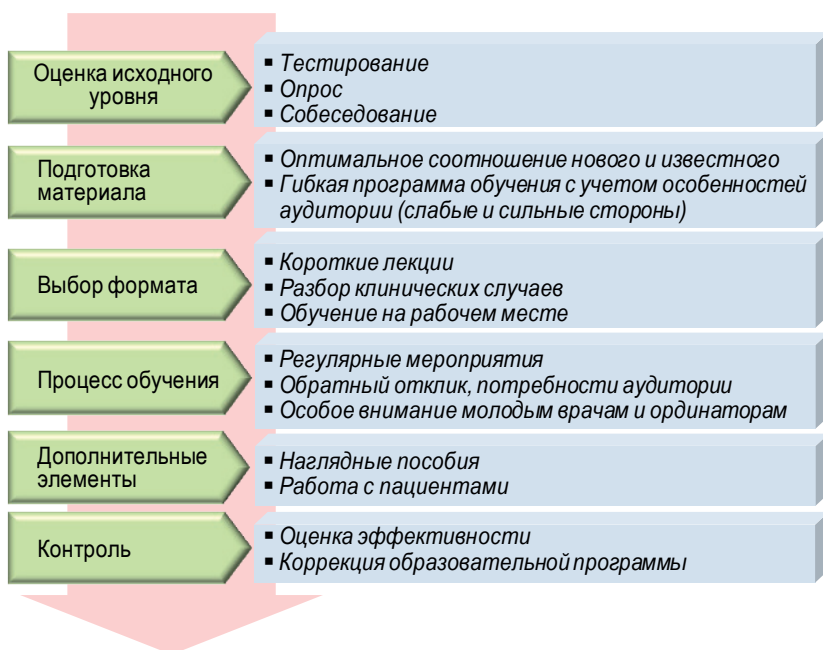 Оценка исходного
уровня
▪ Тестирование
▪ Опрос
▪ Собеседование
Подготовка
материала
▪ Оптимальное соотношение нового и известного
▪ Гибкая программа обучения с учетом особенностей
аудитории (слабые и сильные стороны)
Выбор формата
▪ Короткие лекции
▪ Разбор клинических случаев
▪ Обучение на рабочем месте
Процесс обучения
▪ Регулярные мероприятия
▪ Обратный отклик, потребности аудитории
▪ Особое внимание молодым врачам и ординаторам
Дополнительные
элементы
▪ Наглядные пособия
▪ Работа с пациентами
Контроль
▪ Оценка эффективности
▪ Коррекция образовательной программы